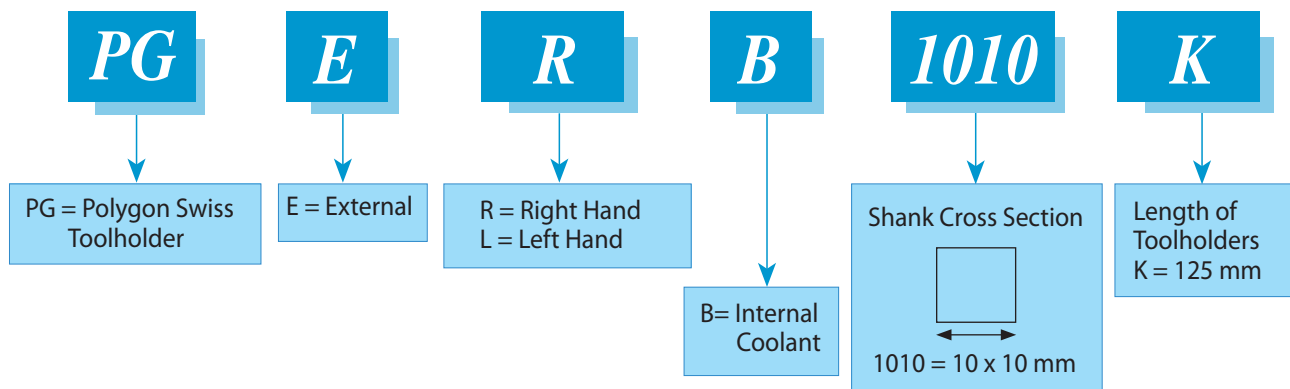 PG E R B 1010 K
PG = Polygon Swiss
Toolholder
E = External
R = Right Hand
L = Left Hand
B= Internal
Coolant
Shank Cross Section
1010 = 10 x 10 mm
Length of
Toolholders
K = 125 mm